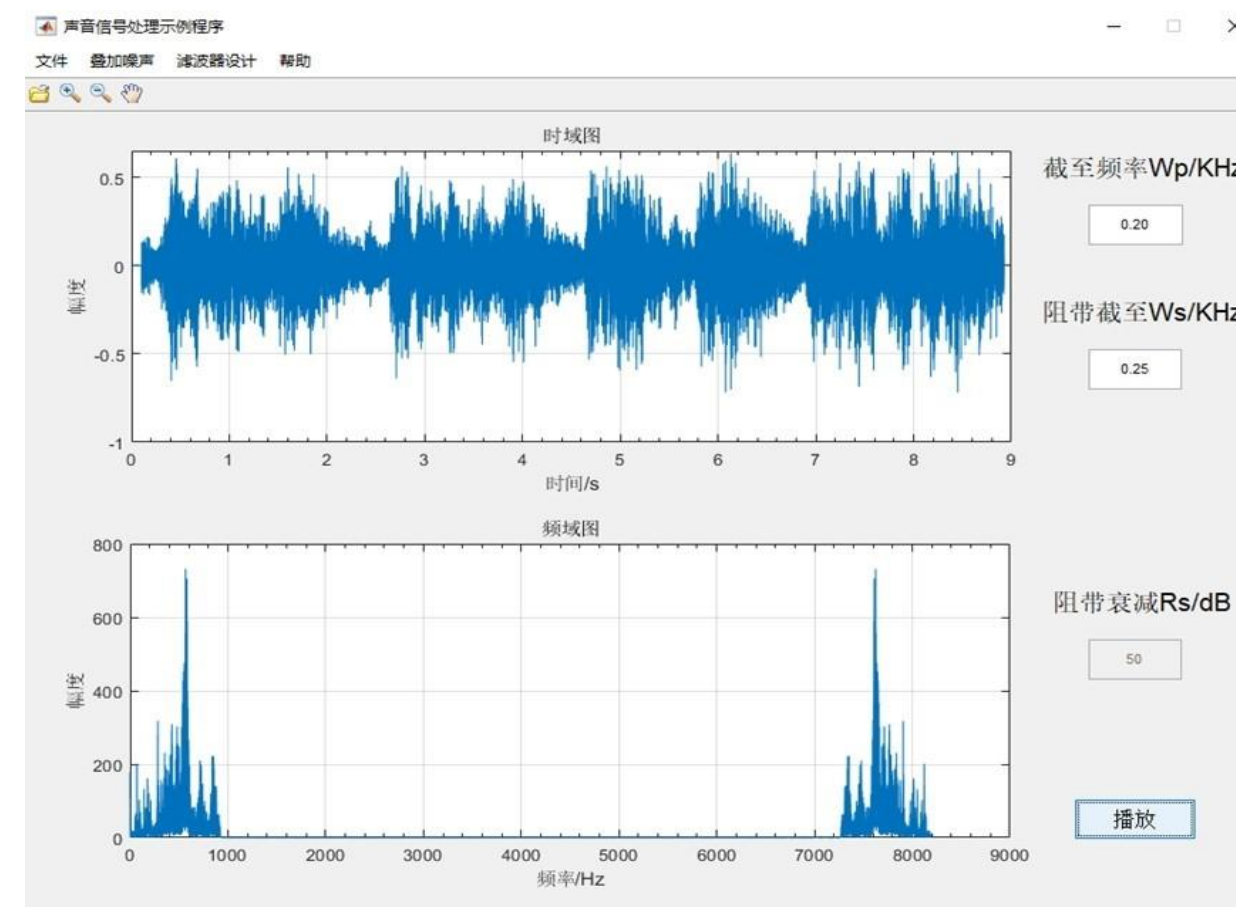 声音信号处理示例程序
文件 叠加噪声 滤波器设计 帮助
时域图
0.5
0
-0.5
-1
幅度
0 1 2 3 4 5 6 7 8 9
时间/s
频域图
800
600
400
200
0
幅度
0 1000 2000 3000 4000 5000 6000 7000 8000 9000
频率/Hz
截至频率Wp/KHz
0.20
阻带截至Ws/KHz
0.25
阻带衰减Rs/dB
50
播放